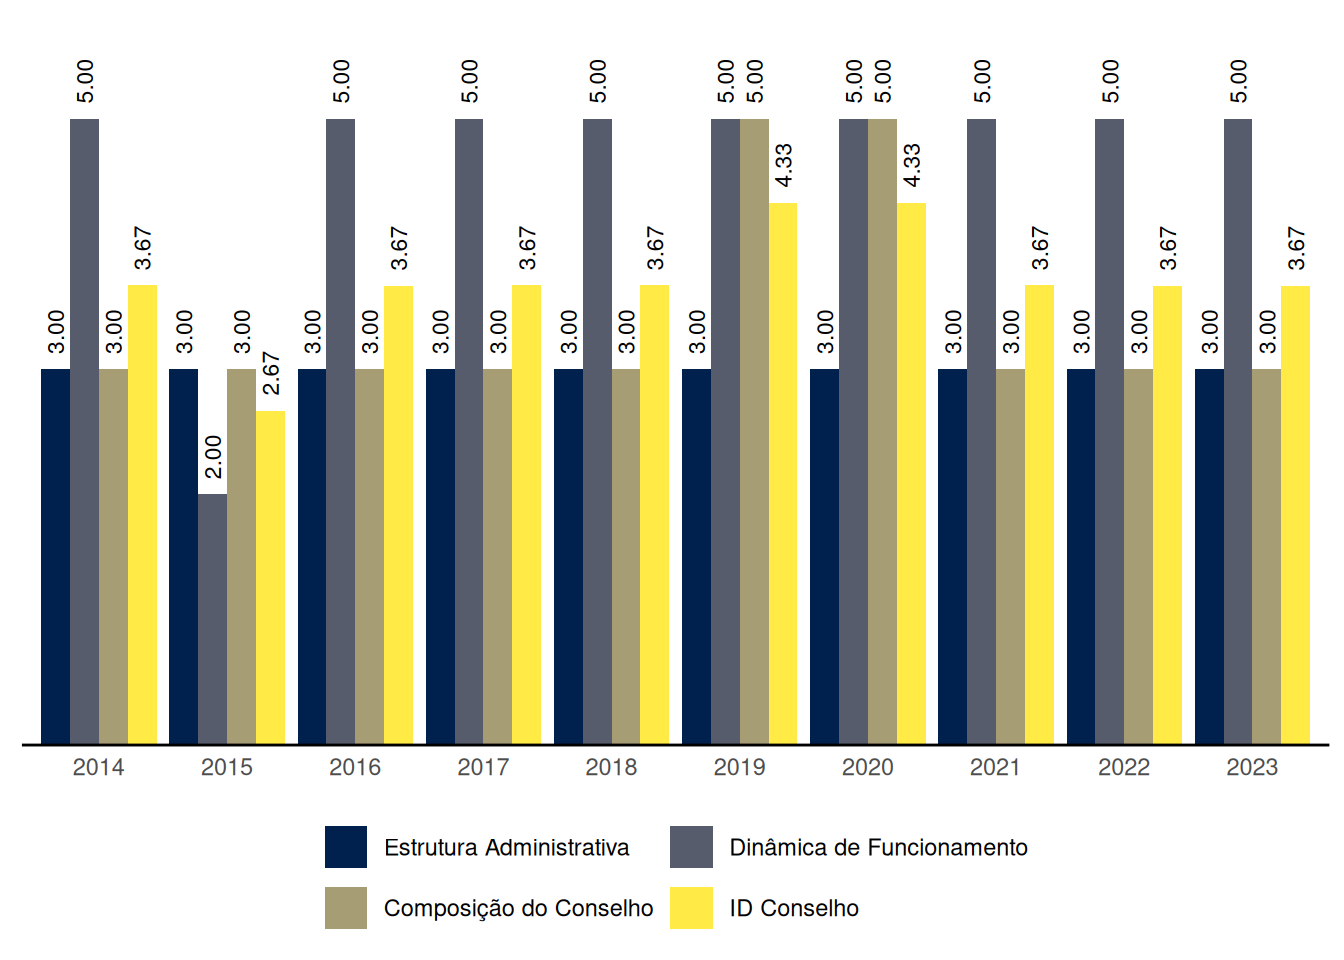 5.00 5.00 5.00 5.00 5.00 5.00 5.00 5.00 5.00 5.00 5.00
4.33 4.33
3.67 3.67 3.67 3.67 3.67 3.67 3.67
3.00 3.00 3.00 3.00 3.00 3.00 3.00 3.00 3.00 3.00 3.00 3.00 3.00 3.00 3.00 3.00 3.00 3.00
2.67
2.00
2014 2015 2016 2017 2018 2019 2020 2021 2022 2023
Estrutura Administrativa Dinâmica de Funcionamento
Composição do Conselho ID Conselho